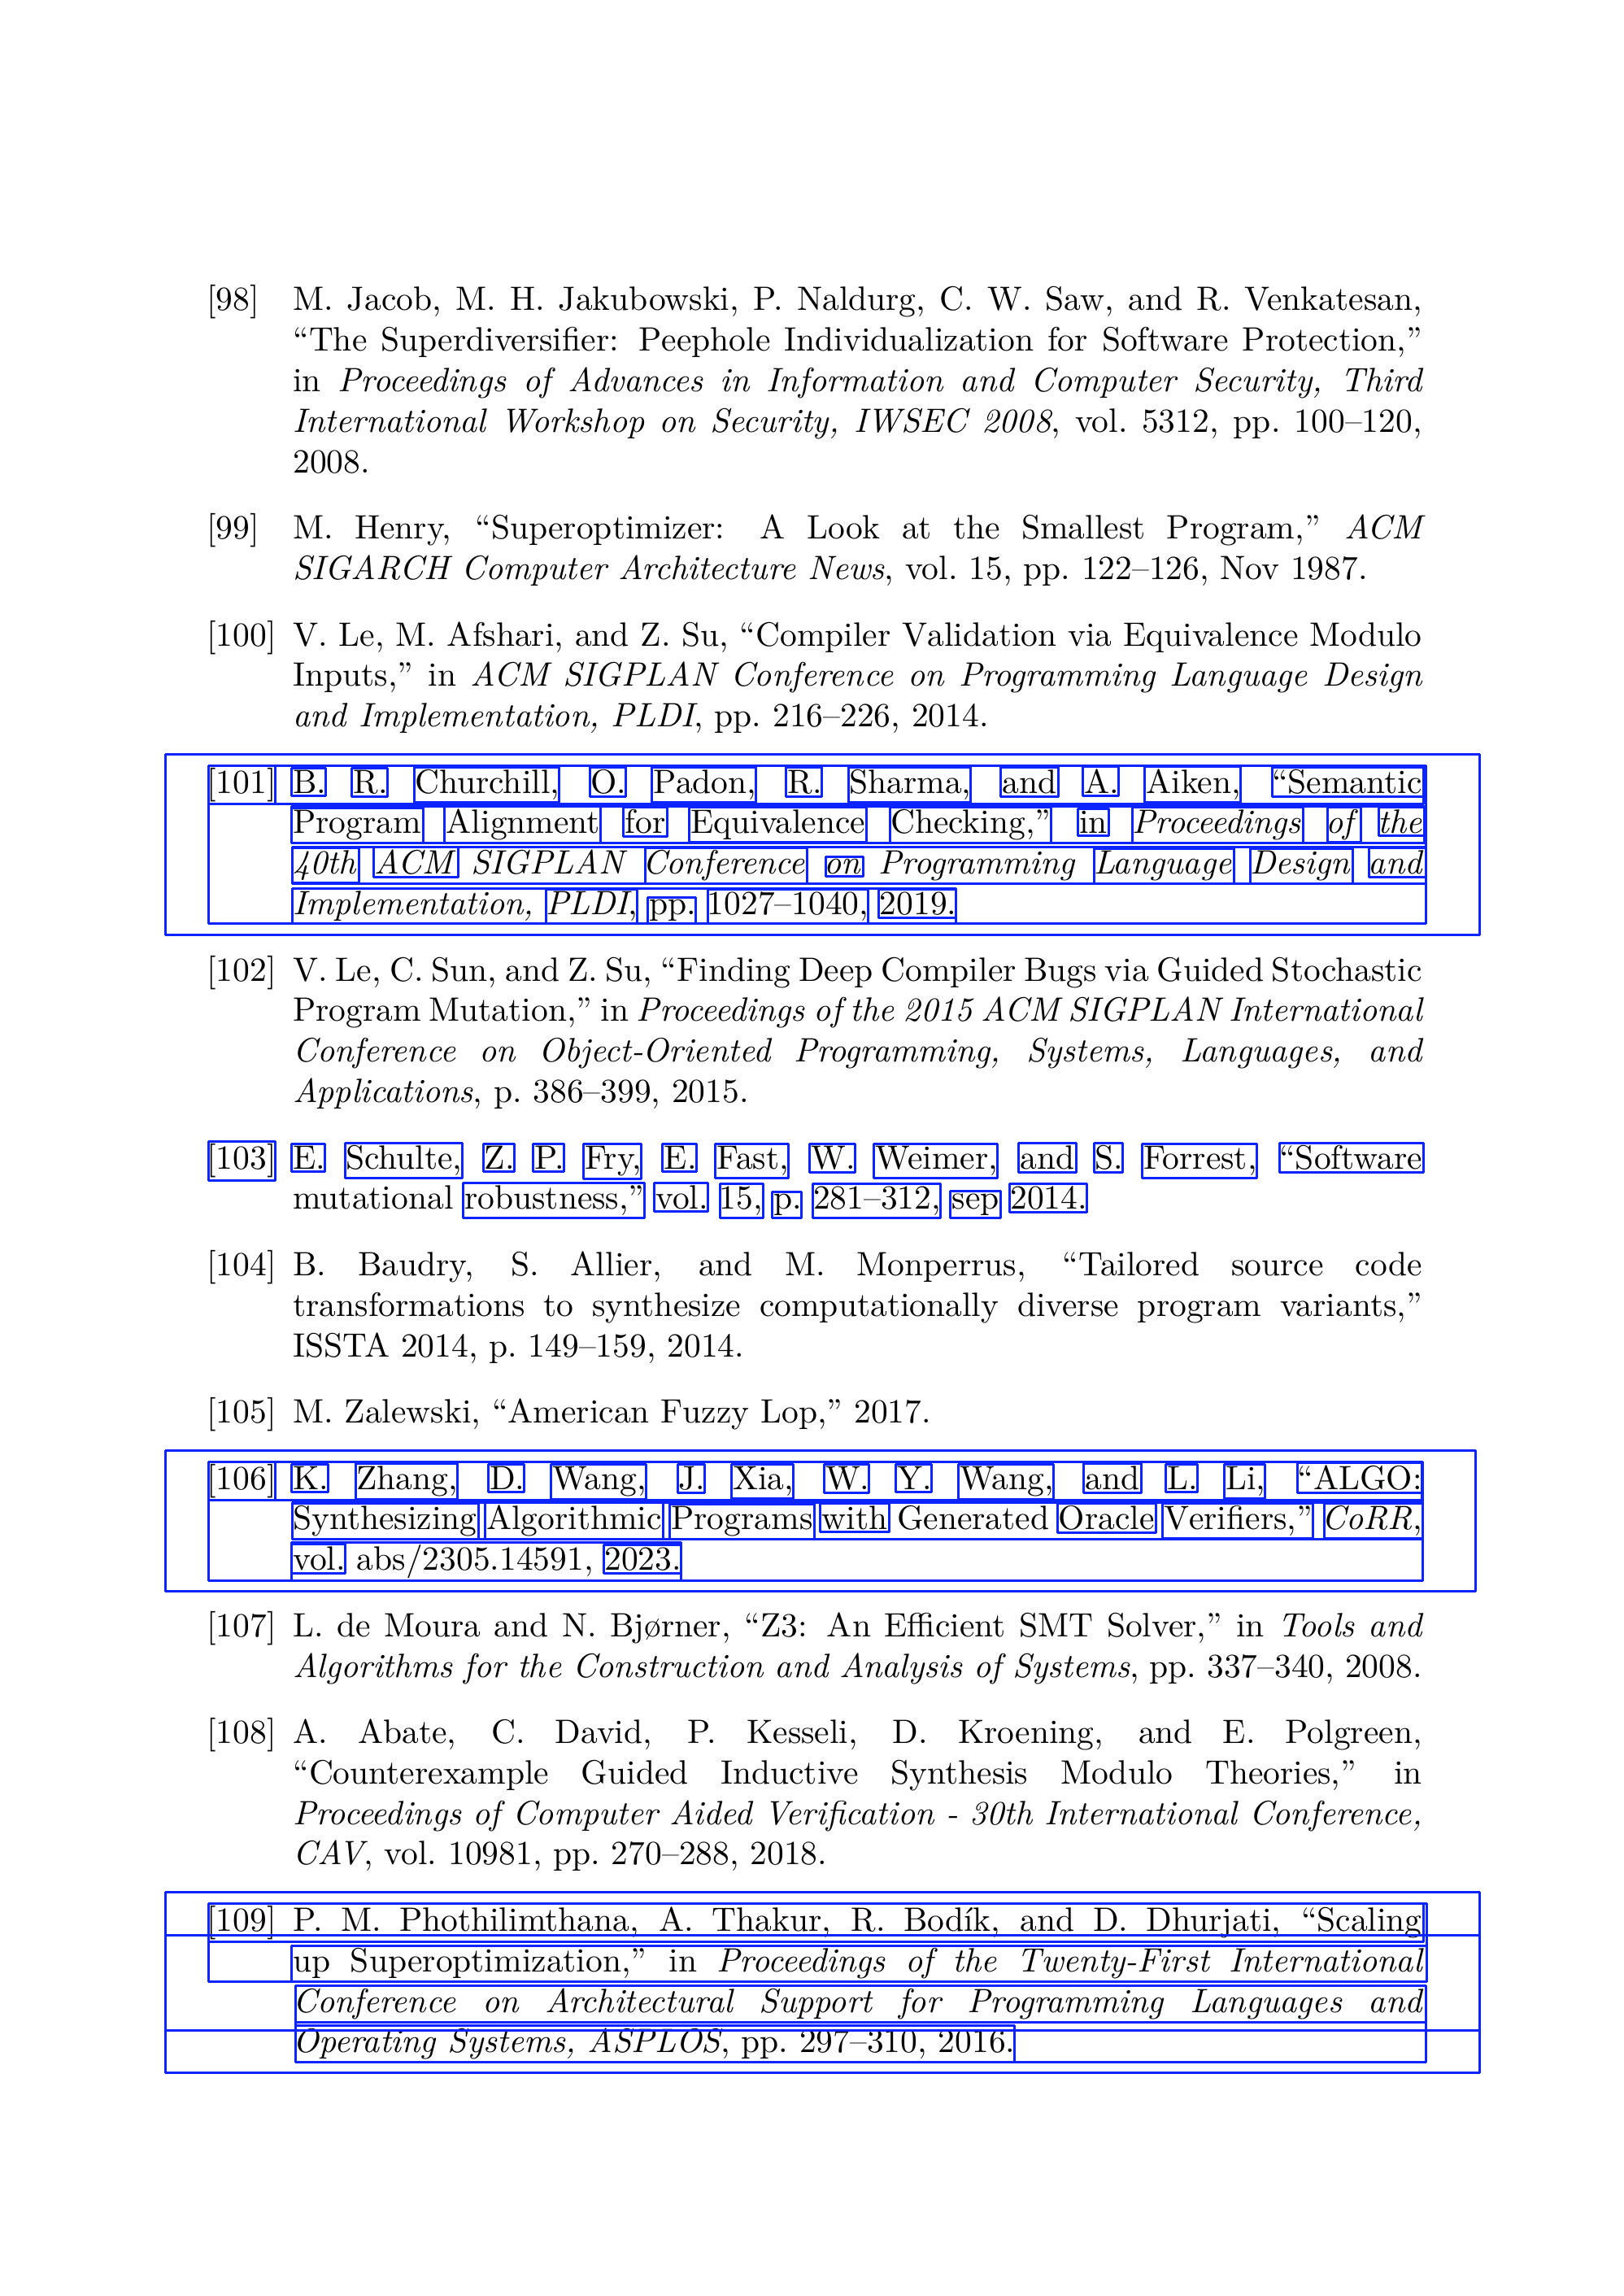 [98] M. Jacob, M. H. Jakubowski, P. Naldurg, C. W. Saw, and R. Venkatesan,
“The Superdiversifier: Peephole Individualization for Software Protection,”
in Proceedings of Advances in Information and Computer Security, Third
International Workshop on Security, IWSEC 2008, vol. 5312, pp. 100–120,
2008.
[99] M. Henry, “Superoptimizer: A Look at the Smallest Program,” ACM
SIGARCH Computer Architecture News, vol. 15, pp. 122–126, Nov 1987.
[100] V. Le, M. Afshari, and Z. Su, “Compiler Validation via Equivalence Modulo
Inputs,” in ACM SIGPLAN Conference on Programming Language Design
and Implementation, PLDI, pp. 216–226, 2014.
[101] B. R. Churchill, O. Padon, R. Sharma, and A. Aiken, “Semantic
Program Alignment for Equivalence Checking,” in Proceedings of the
40th ACM SIGPLAN Conference on Programming Language Design and
Implementation, PLDI, pp. 1027–1040, 2019.
[102] V. Le, C. Sun, and Z. Su, “Finding Deep Compiler Bugs via Guided Stochastic
Program Mutation,” in Proceedings of the 2015 ACM SIGPLAN International
Conference on Object-Oriented Programming, Systems, Languages, and
Applications, p. 386–399, 2015.
[103] E. Schulte, Z. P. Fry, E. Fast, W. Weimer, and S. Forrest, “Software
mutational robustness,” vol. 15, p. 281–312, sep 2014.
[104] B. Baudry, S. Allier, and M. Monperrus, “Tailored source code
transformations to synthesize computationally diverse program variants,”
ISSTA 2014, p. 149–159, 2014.
[105] M. Zalewski, “American Fuzzy Lop,” 2017.
[106] K. Zhang, D. Wang, J. Xia, W. Y. Wang, and L. Li, “ALGO:
Synthesizing Algorithmic Programs with Generated Oracle Verifiers,” CoRR,
vol. abs/2305.14591, 2023.
[107] L. de Moura and N. Bjørner, “Z3: An Efficient SMT Solver,” in Tools and
Algorithms for the Construction and Analysis of Systems, pp. 337–340, 2008.
[108] A. Abate, C. David, P. Kesseli, D. Kroening, and E. Polgreen,
“Counterexample Guided Inductive Synthesis Modulo Theories,” in
Proceedings of Computer Aided Verification - 30th International Conference,
CAV, vol. 10981, pp. 270–288, 2018.
[109] P. M. Phothilimthana, A. Thakur, R. Bodík, and D. Dhurjati, “Scaling
up Superoptimization,” in Proceedings of the Twenty-First International
Conference on Architectural Support for Programming Languages and
Operating Systems, ASPLOS, pp. 297–310, 2016.